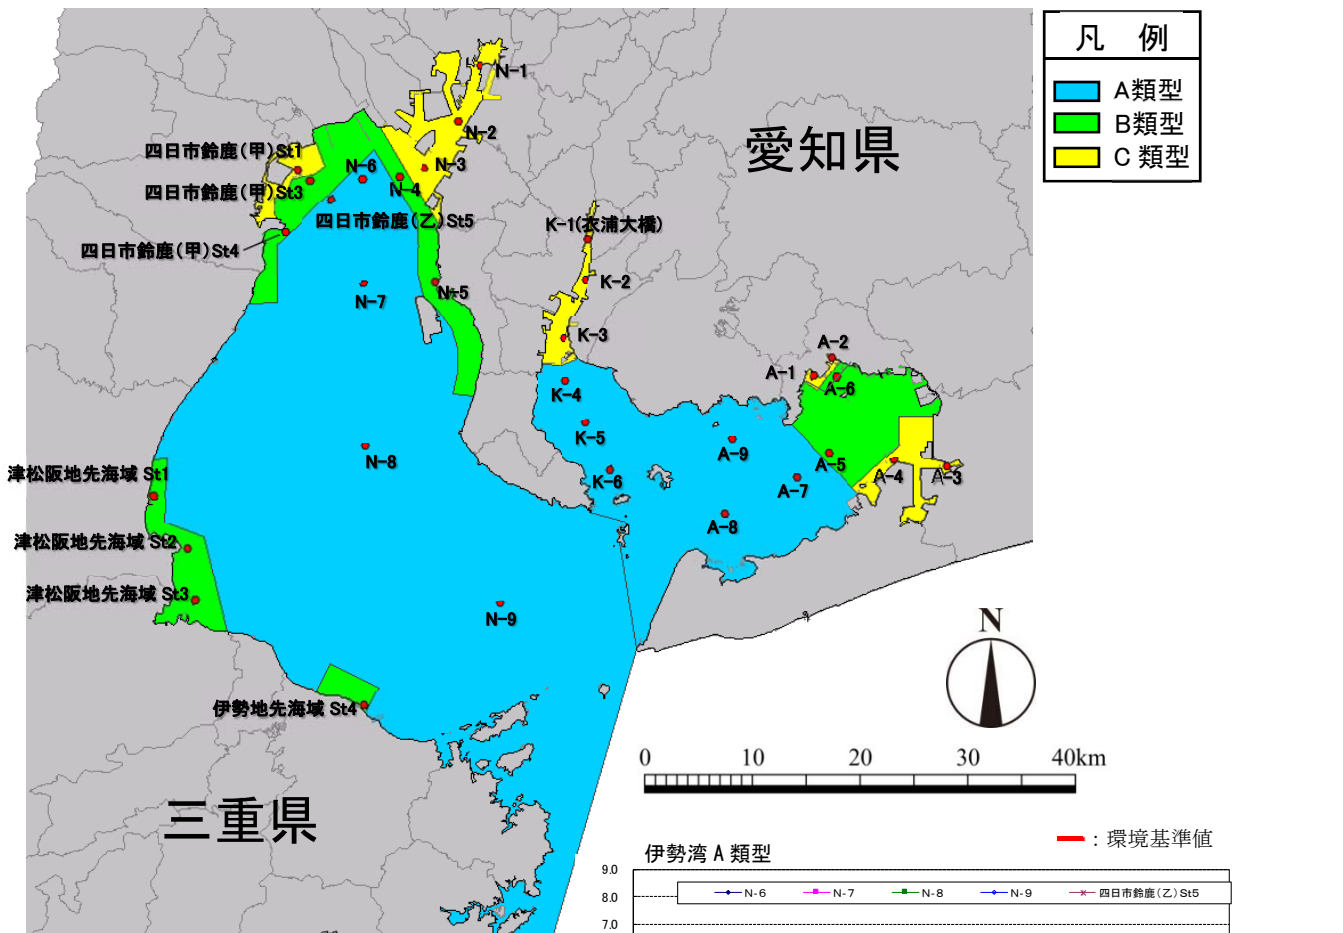 凡 例
A類型
B類型
C類型
愛知県
三重県
N-1
N-2
N-3
四日市鈴鹿(甲)St1
N-6
N-4
四日市鈴鹿(甲)St3
四日市鈴鹿(乙)St5
四日市鈴鹿(甲)St4
N-7
N-5
K-1(衣浦大橋)
K-2
K-3
K-4
K-5
K-6
A-2
A-1
A-6
A-9
A-5
A-4
A-3
A-7
A-8
N-8
津松阪地先海域 St1
津松阪地先海域 St2
津松阪地先海域 St3
N-9
伊勢地先海域 St4
N
0 10 20 30 40km
:環境基準値
伊勢湾 A 類型
9.0
N-6 N-7 N-8 N-9 四日市鈴鹿(乙)St5
8.0
7.0